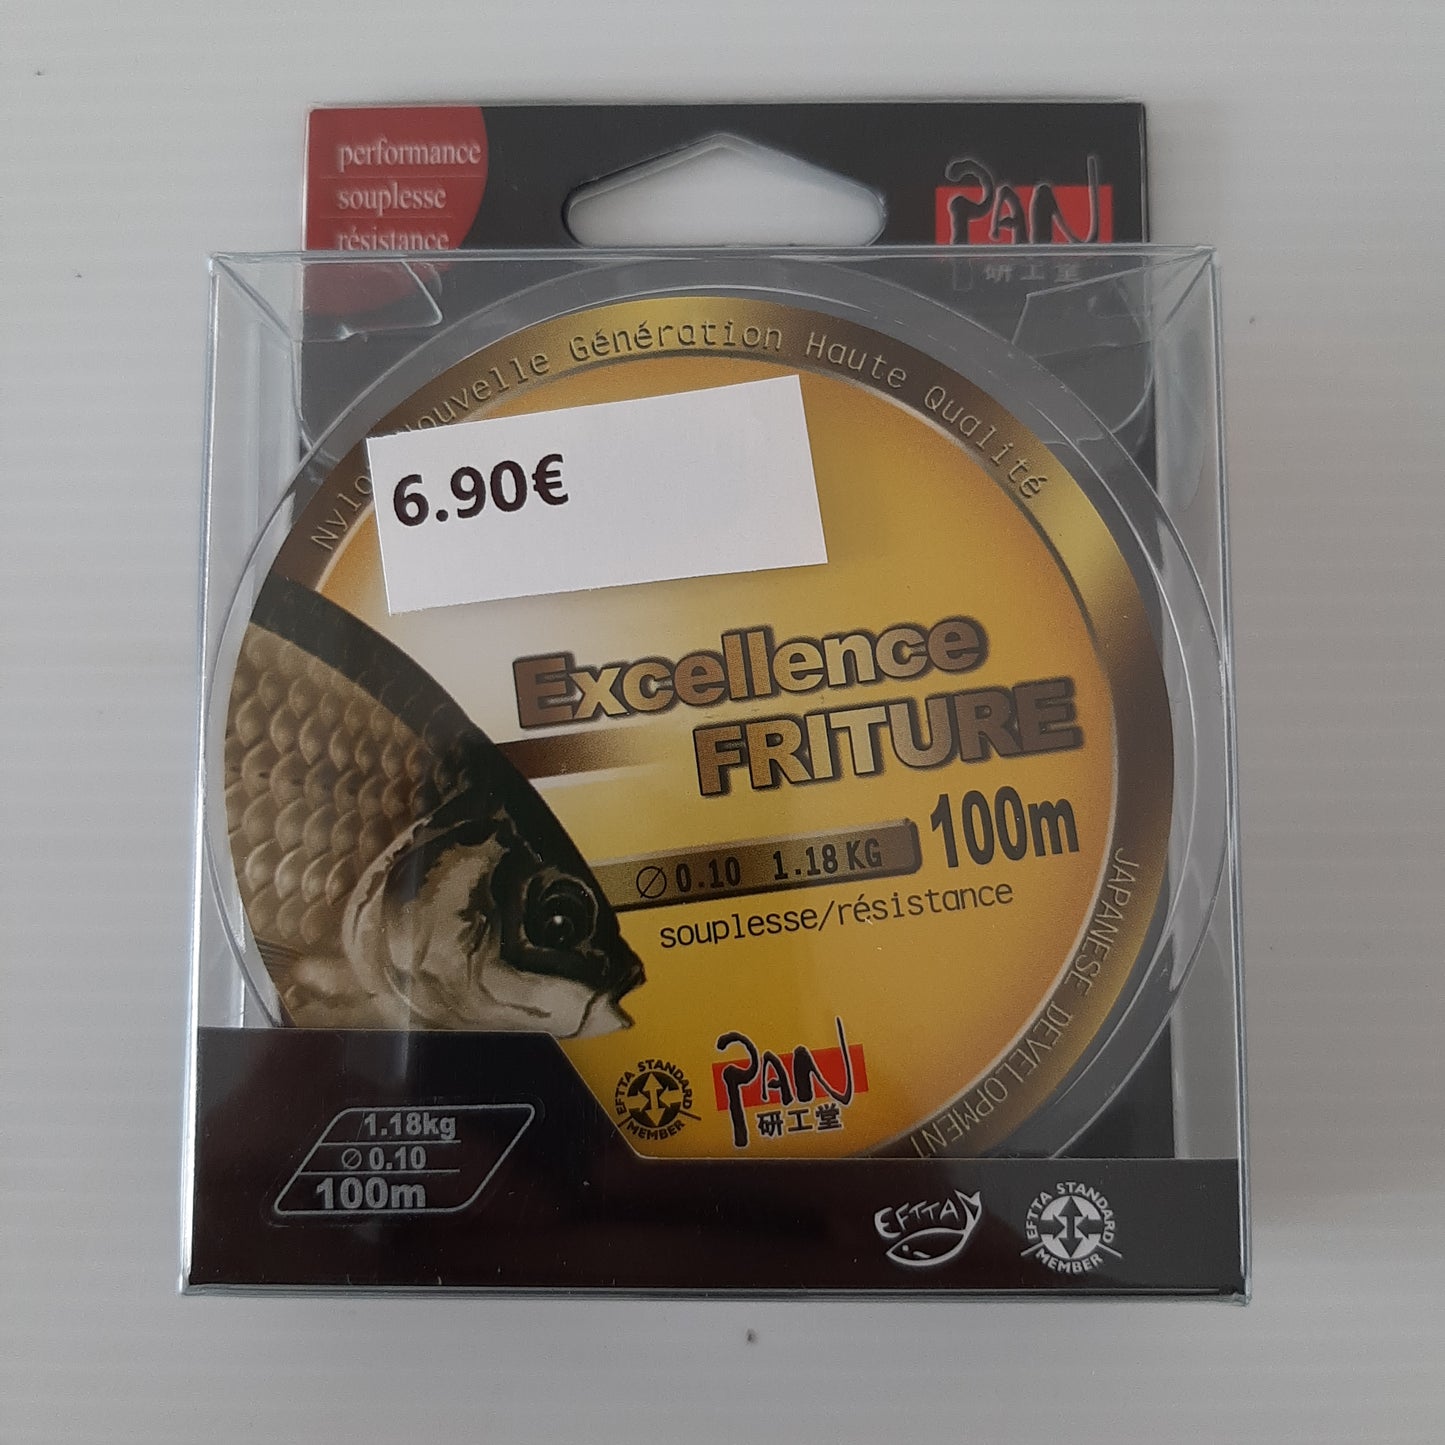 performance
souplesse
résistance
PAN
研工堂
Nouvelle Génération Haute Qualité
6.90€
Excellence
FRITURE
100m
Ø 0.10 1.18 KG
souplesse/résistance
JAPANESE DEVELOPMENT
EFTTA STANDARD
MEMBER
PAN
研工堂
1.18kg
Ø 0.10
100m
EFTTA
EFTTA STANDARD
MEMBER